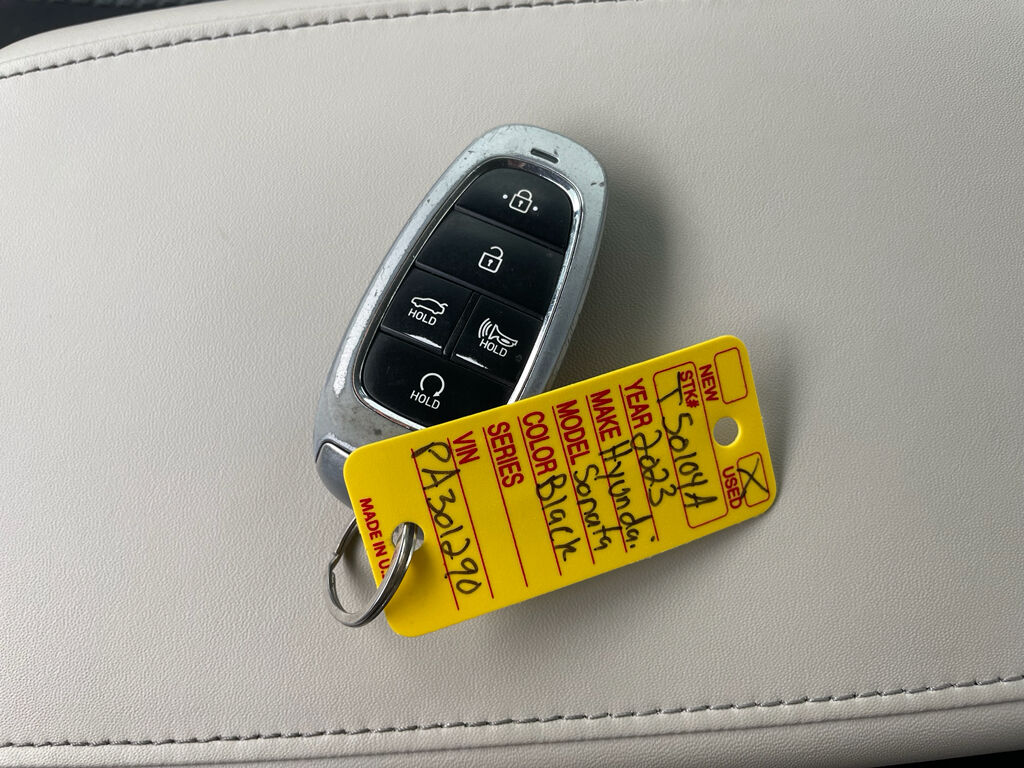 HOLD
HOLD
HOLD
NEW
USED X
STK# TS0104A
YEAR 2023
MAKE Hyundai
MODEL Sonata
COLOR Black
SERIES
VIN PA301290
MADE IN U.